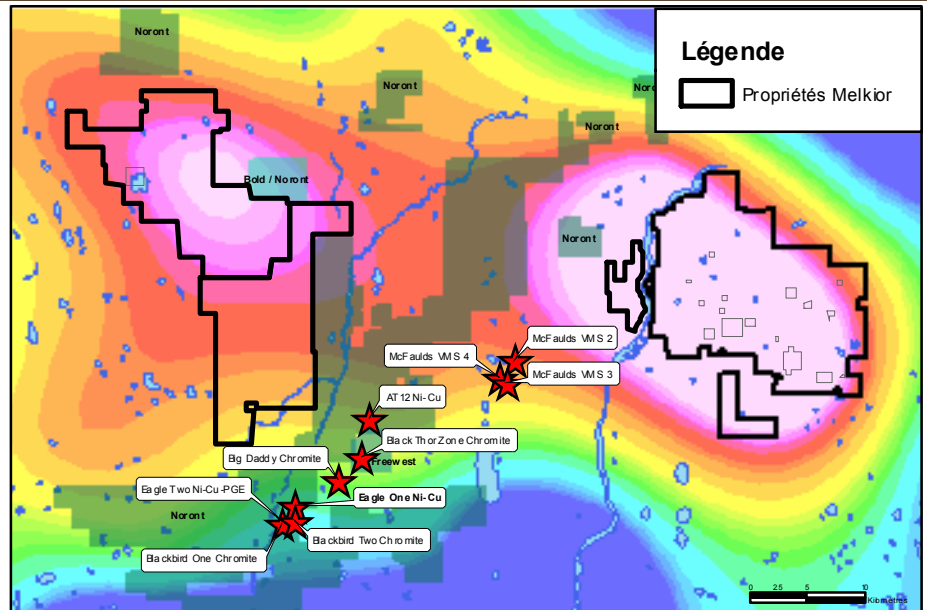 Noront
Légende
Propriétés Melkior
Noront
Noront
Bold / Noront
Noront
McFaulds VMS 2
McFaulds VMS 4
McFaulds VMS 3
AT12 Ni-Cu
Black Thor Zone Chromite
Big Daddy Chromite
Freewest
Eagle Two Ni-Cu-PGE
Eagle One Ni-Cu
Noront
Blackbird Two Chromite
Blackbird One Chromite
0 2.5 5 10
Kilomètres